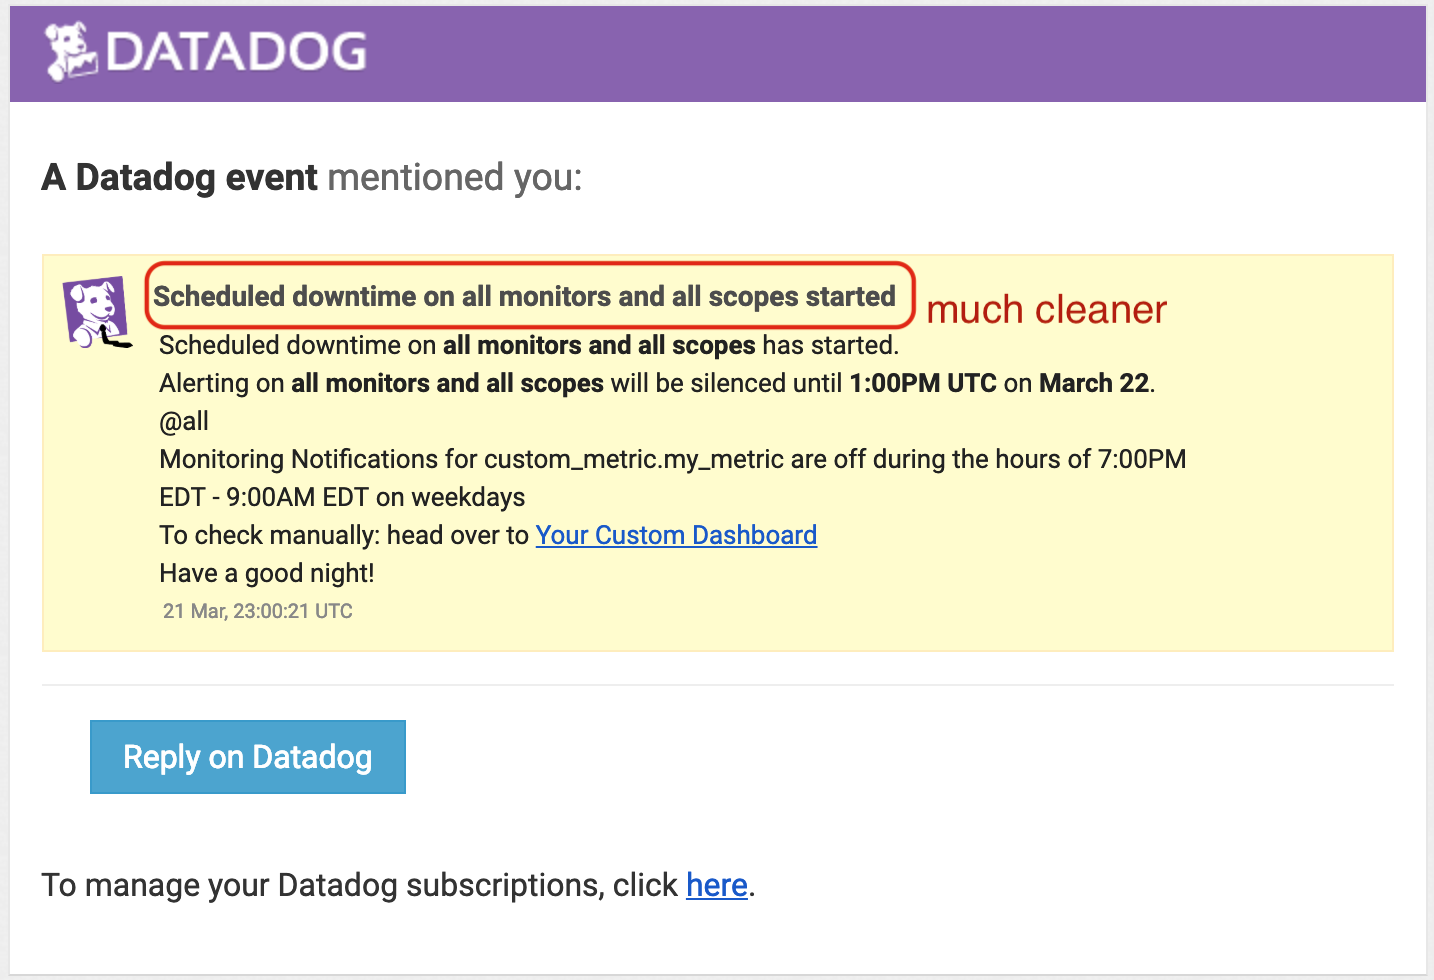 DATADOG
A Datadog event mentioned you:
Scheduled downtime on all monitors and all scopes started
much cleaner
Scheduled downtime on all monitors and all scopes has started.
Alerting on all monitors and all scopes will be silenced until 1:00PM UTC on March 22.
@all
Monitoring Notifications for custom_metric.my_metric are off during the hours of 7:00PM
EDT - 9:00AM EDT on weekdays
To check manually: head over to Your Custom Dashboard
Have a good night!
21 Mar, 23:00:21 UTC
Reply on Datadog
To manage your Datadog subscriptions, click here.